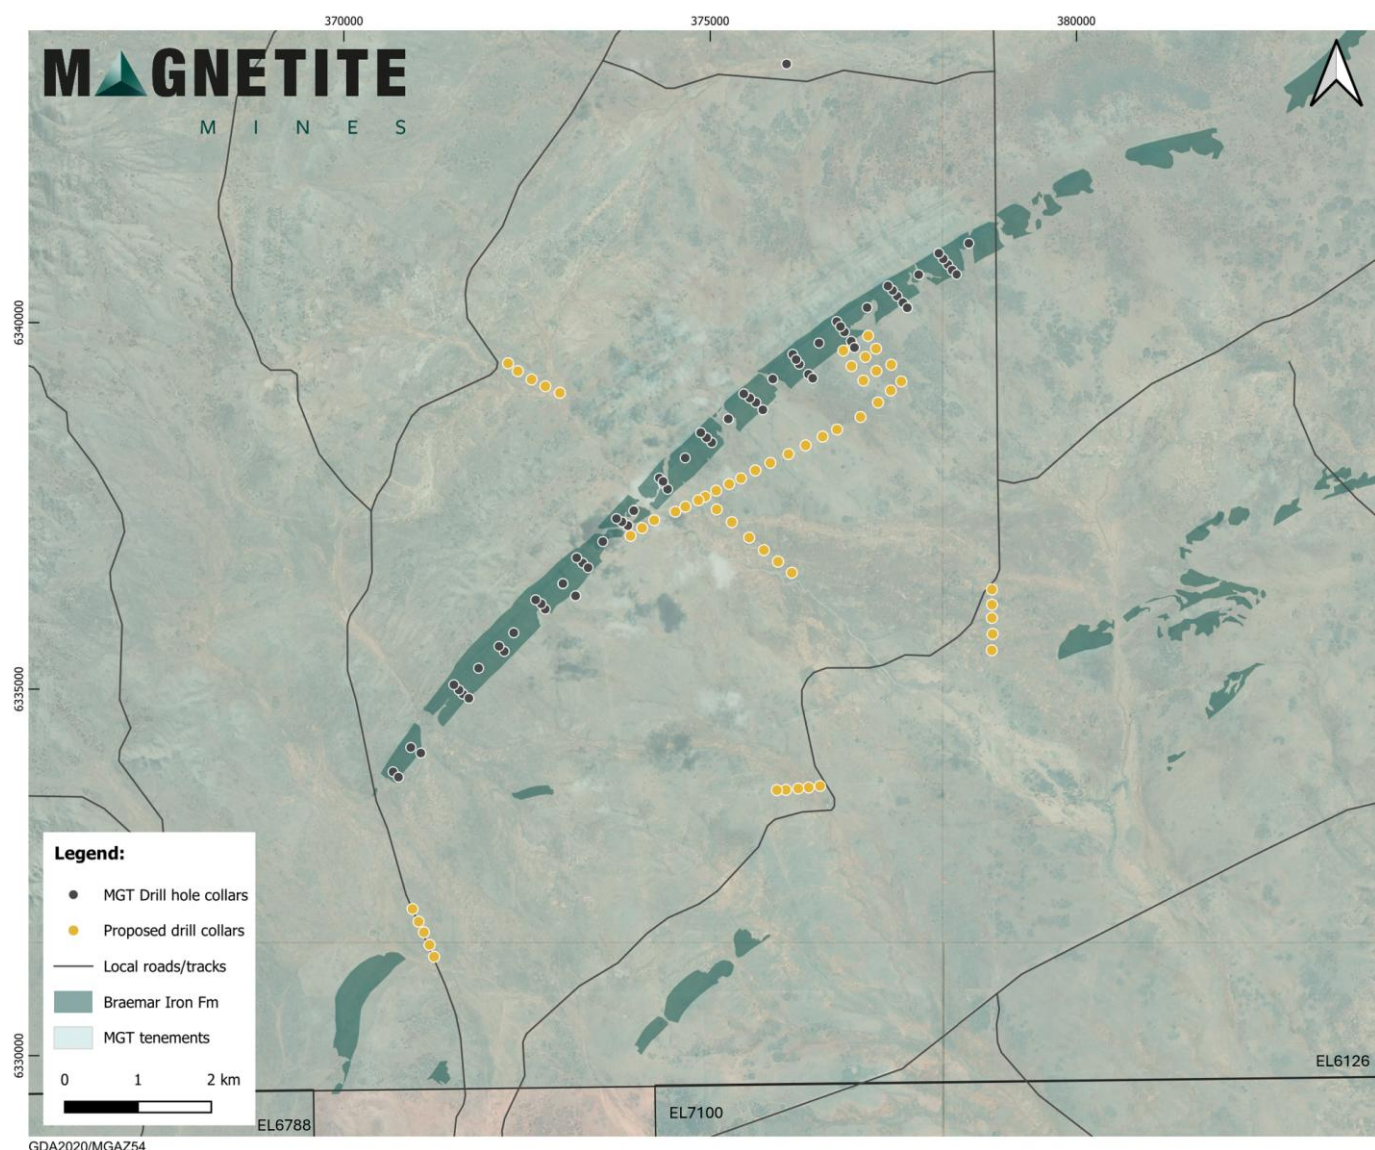 370000
375000
380000
MAGNETITE
MINES
6340000
6335000
6330000
Legend:
MGT Drill hole collars
Proposed drill collars
Local roads/tracks
Braemar Iron Fm
MGT tenements
0 1 2 km
EL6788
EL7100
EL6126
GDA2020/MGAZ54